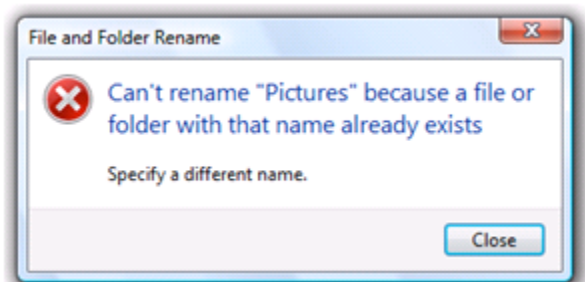 File and Folder Rename
Can't rename "Pictures" because a file or
folder with that name already exists
Specify a different name.
Close